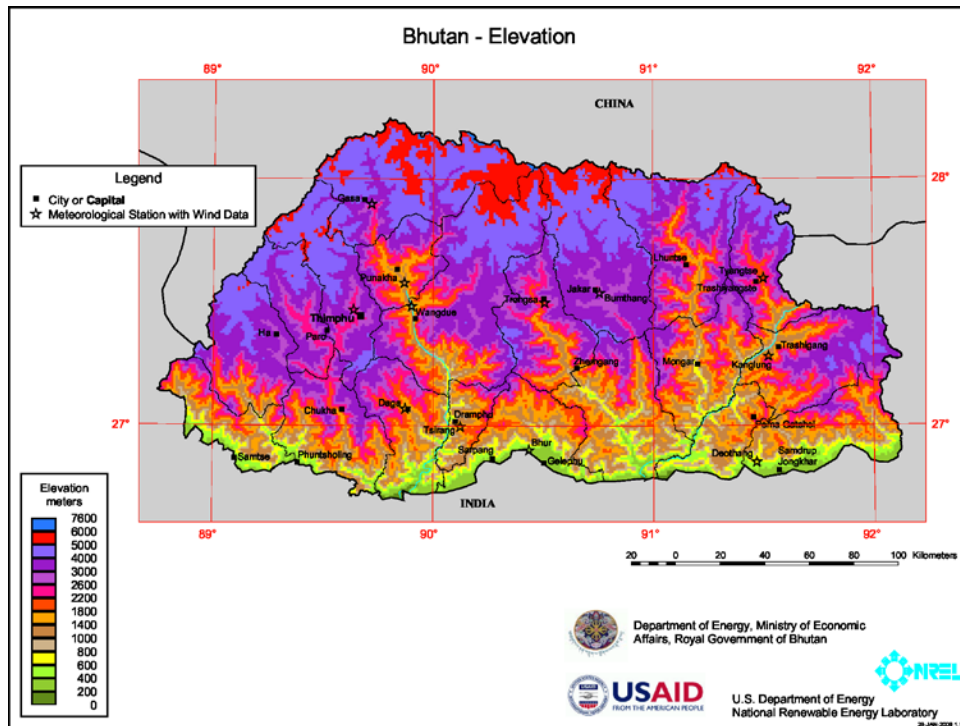 Bhutan - Elevation
89° 90° 91° 92°
CHINA
28° 28°
Legend
City or Capital
Meteorological Station with Wind Data
Gasa
Lhuntse
Punakha
Tyangtse
Trashiyangste
Jakar
Bumthang
Trongsa
Thimphu
Wangdue
Ha
Paro
Trashigang
Kanglung
Zhemgang
Mongar
Chukha
Daga
Dramphu
Tsirang
Pema Gatshel
27° 27°
Samtse
Phuntsholing
Sarpang
Bhur
Gelephu
Deothang
Samdrup
Jongkhar
INDIA
89° 90° 91° 92°
Elevation
meters
7600
6000
5000
4000
3000
2600
2200
1800
1400
1000
800
600
400
200
0
20 0 20 40 60 80 100 Kilometers
Department of Energy, Ministry of Economic
Affairs, Royal Government of Bhutan
USAID
FROM THE AMERICAN PEOPLE
NREL
U.S. Department of Energy
National Renewable Energy Laboratory